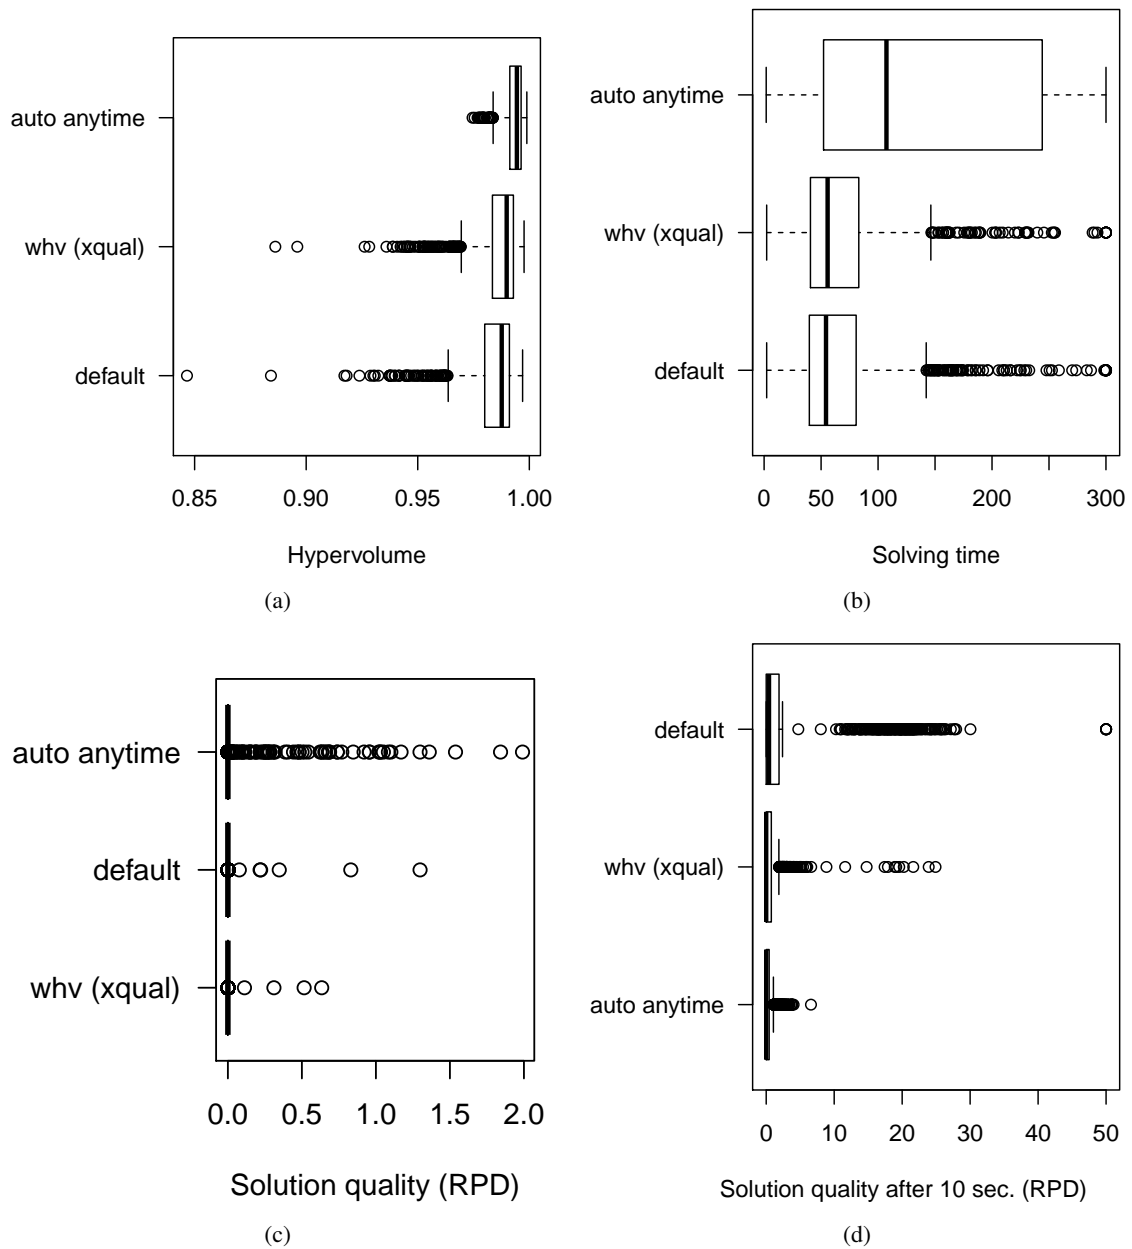 auto anytime
whv (xqual)
default
0.85 0.90 0.95 1.00
Hypervolume
(a)
auto anytime
whv (xqual)
default
0 50 100 200 300
Solving time
(b)
auto anytime
default
whv (xqual)
0.0 0.5 1.0 1.5 2.0
Solution quality (RPD)
(c)
default
whv (xqual)
auto anytime
0 10 20 30 40 50
Solution quality after 10 sec. (RPD)
(d)